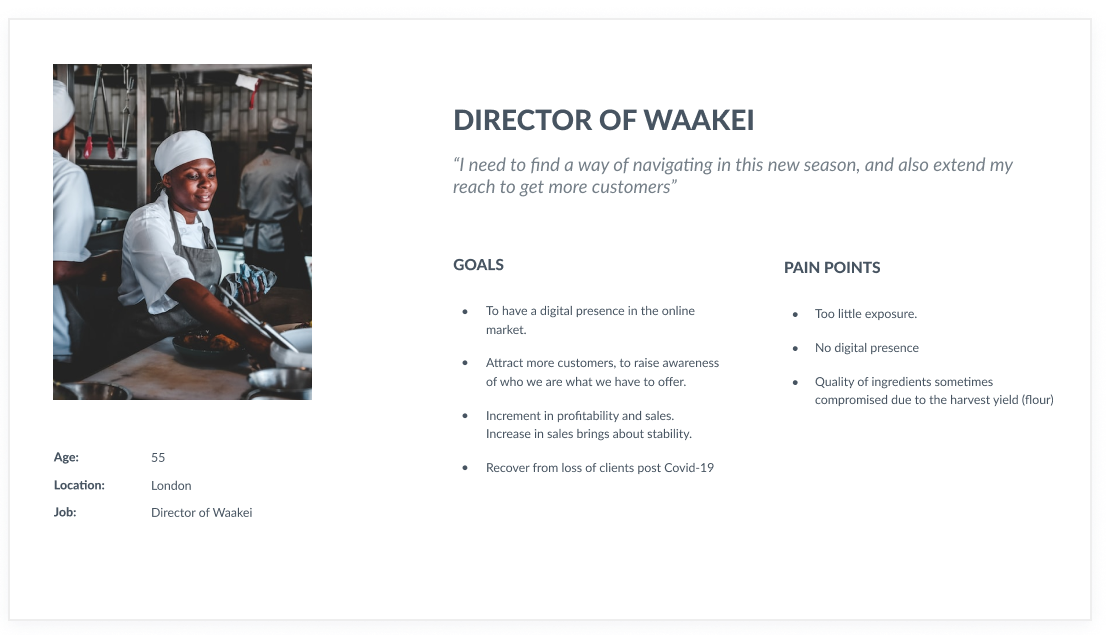 DIRECTOR OF WAAKEI
“I need to find a way of navigating in this new season, and also extend my
reach to get more customers”
GOALS
• To have a digital presence in the online
market.
• Attract more customers, to raise awareness
of who we are what we have to offer.
• Increment in profitability and sales.
Increase in sales brings about stability.
• Recover from loss of clients post Covid-19
PAIN POINTS
• Too little exposure.
• No digital presence
• Quality of ingredients sometimes
compromised due to the harvest yield (flour)
Age: 55
Location: London
Job: Director of Waakei